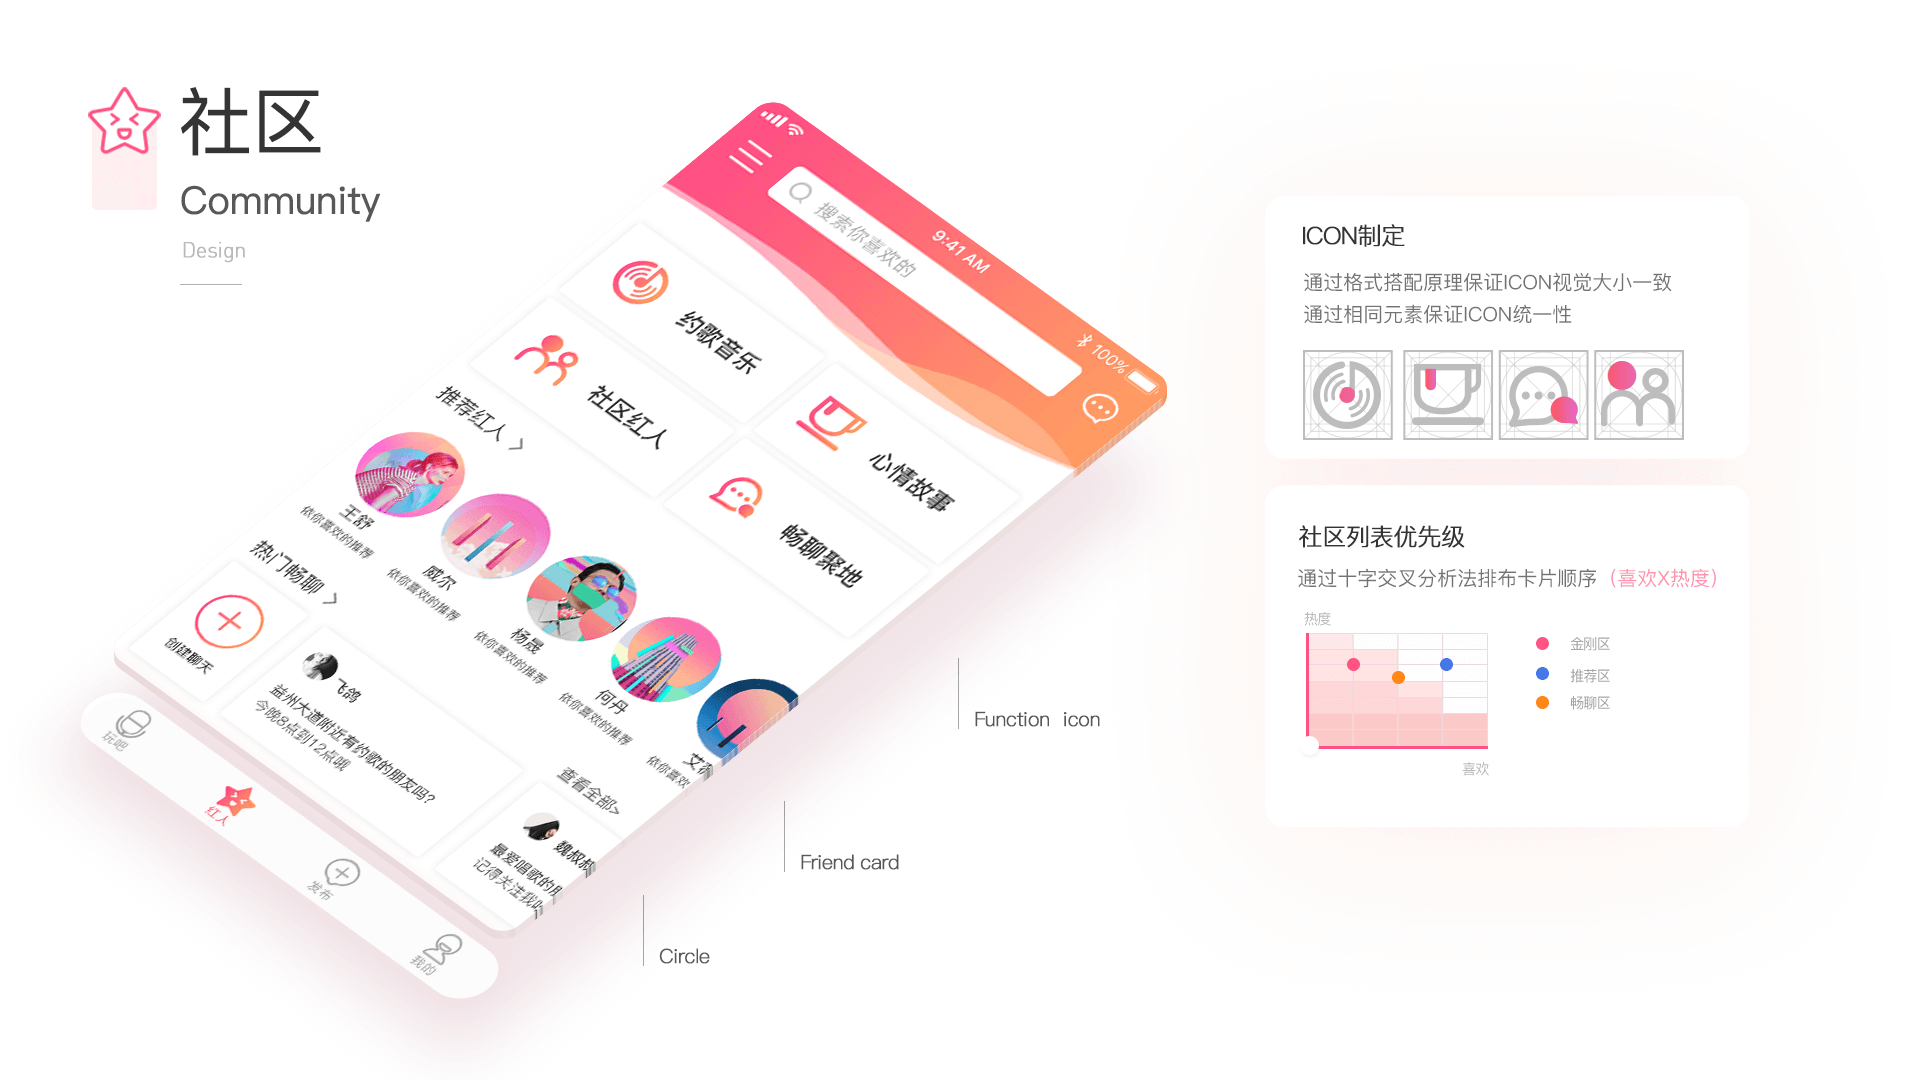 社区
Community
Design
9:41 AM
100%
搜索你喜欢的
约歌音乐
心情故事
社区红人
畅聊聚地
推荐红人
王舒
依你喜欢的推荐
威尔
依你喜欢的推荐
杨晟
依你喜欢的推荐
何丹
依你喜欢的推荐
依你喜欢
热门畅聊
查看全部>
创建聊天
飞鸽
益州大道附近有约歌的朋友吗?
今晚8点到12点哦
魏叔叔
最爱唱歌的朋
记得关注我哈
玩吧
红人
发布
我的
Function icon
Friend card
Circle
ICON制定
通过格式搭配原理保证ICON视觉大小一致
通过相同元素保证ICON统一性
社区列表优先级
通过十字交叉分析法排布卡片顺序（喜欢X热度）
热度
喜欢
金刚区
推荐区
畅聊区